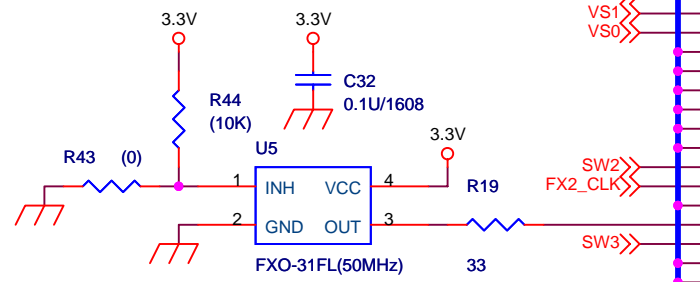 3.3V
3.3V
VS1
VS0
R44
(10K)
C32
0.1U/1608
3.3V
R43 (0)
U5
1 INH VCC 4
R19
SW2
FX2_CLK
2 GND OUT 3
SW3
FXO-31FL(50MHz)
33